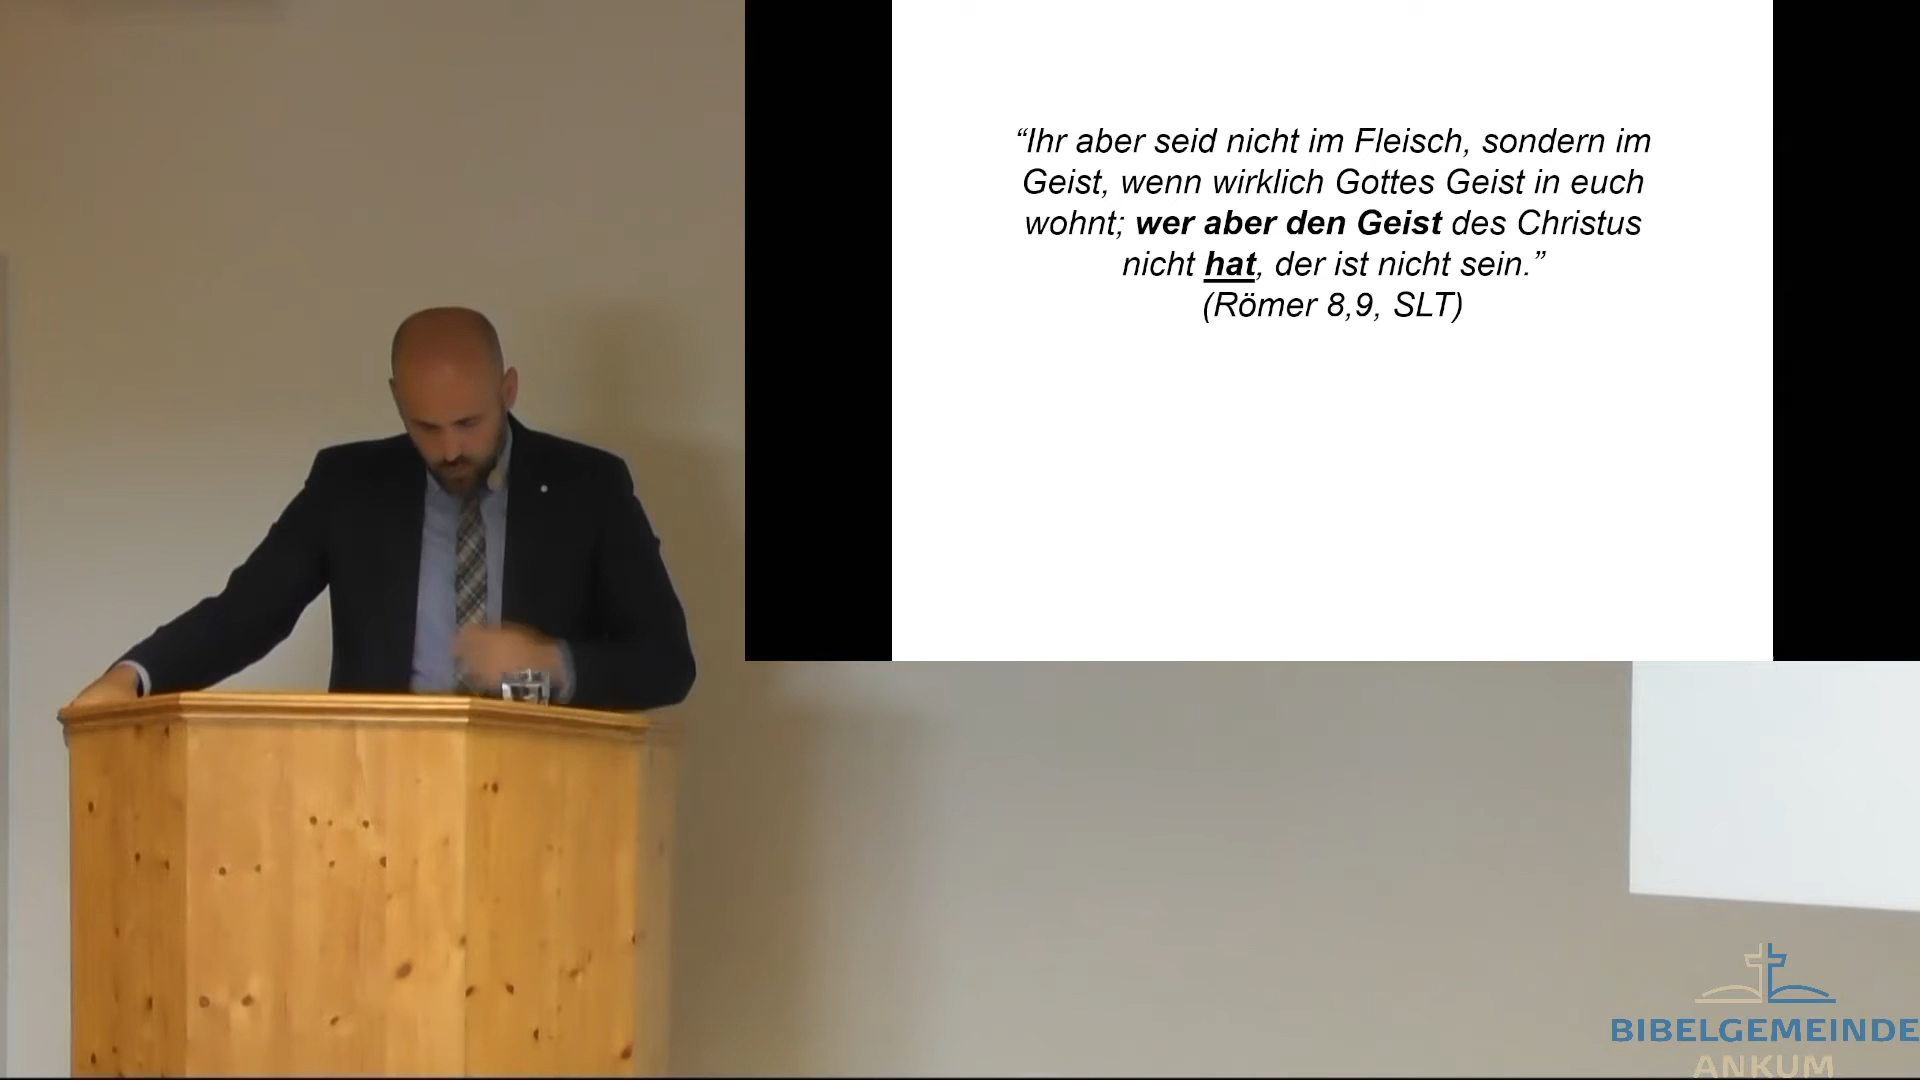 “Ihr aber seid nicht im Fleisch, sondern im
Geist, wenn wirklich Gottes Geist in euch
wohnt; wer aber den Geist des Christus
nicht hat, der ist nicht sein.”
(Römer 8,9, SLT)
BIBELGEMEINDE
ANKUM